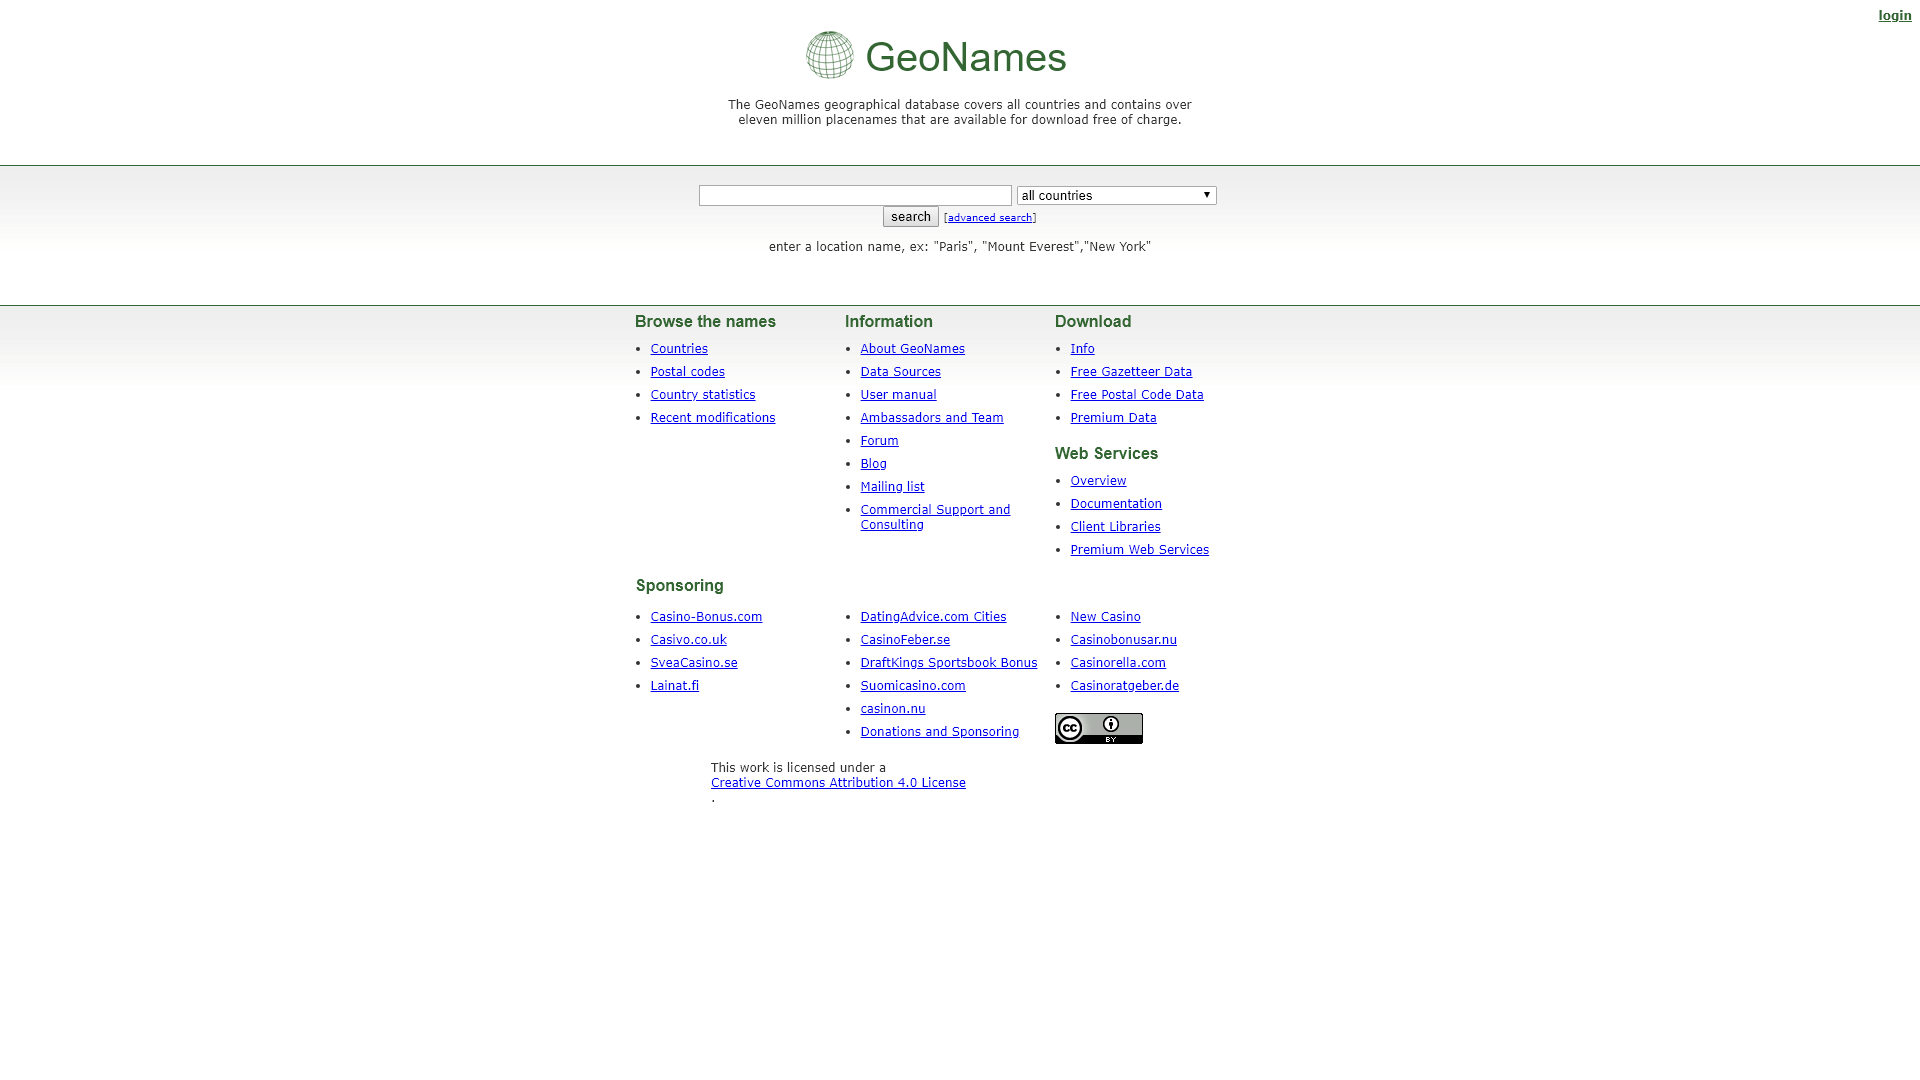 login
GeoNames
The GeoNames geographical database covers all countries and contains over
eleven million placenames that are available for download free of charge.
all countries
search [advanced search]
enter a location name, ex: "Paris", "Mount Everest","New York"
Browse the names
Countries
Postal codes
Country statistics
Recent modifications
Information
About GeoNames
Data Sources
User manual
Ambassadors and Team
Forum
Blog
Mailing list
Commercial Support and
Consulting
Download
Info
Free Gazetteer Data
Free Postal Code Data
Premium Data
Web Services
Overview
Documentation
Client Libraries
Premium Web Services
Sponsoring
Casino-Bonus.com
Casivo.co.uk
SveaCasino.se
Lainat.fi
DatingAdvice.com Cities
CasinoFeber.se
DraftKings Sportsbook Bonus
Suomicasino.com
casinon.nu
Donations and Sponsoring
New Casino
Casinobonusar.nu
Casinorella.com
Casinoratgeber.de
cc BY
This work is licensed under a
Creative Commons Attribution 4.0 License
.